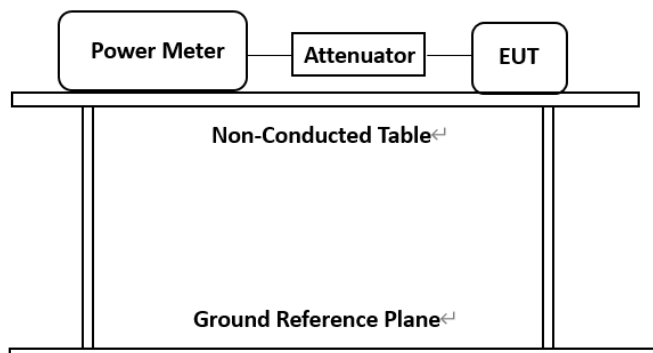 Power Meter
Attenuator
EUT
Non-Conducted Table↵
Ground Reference Plane↵